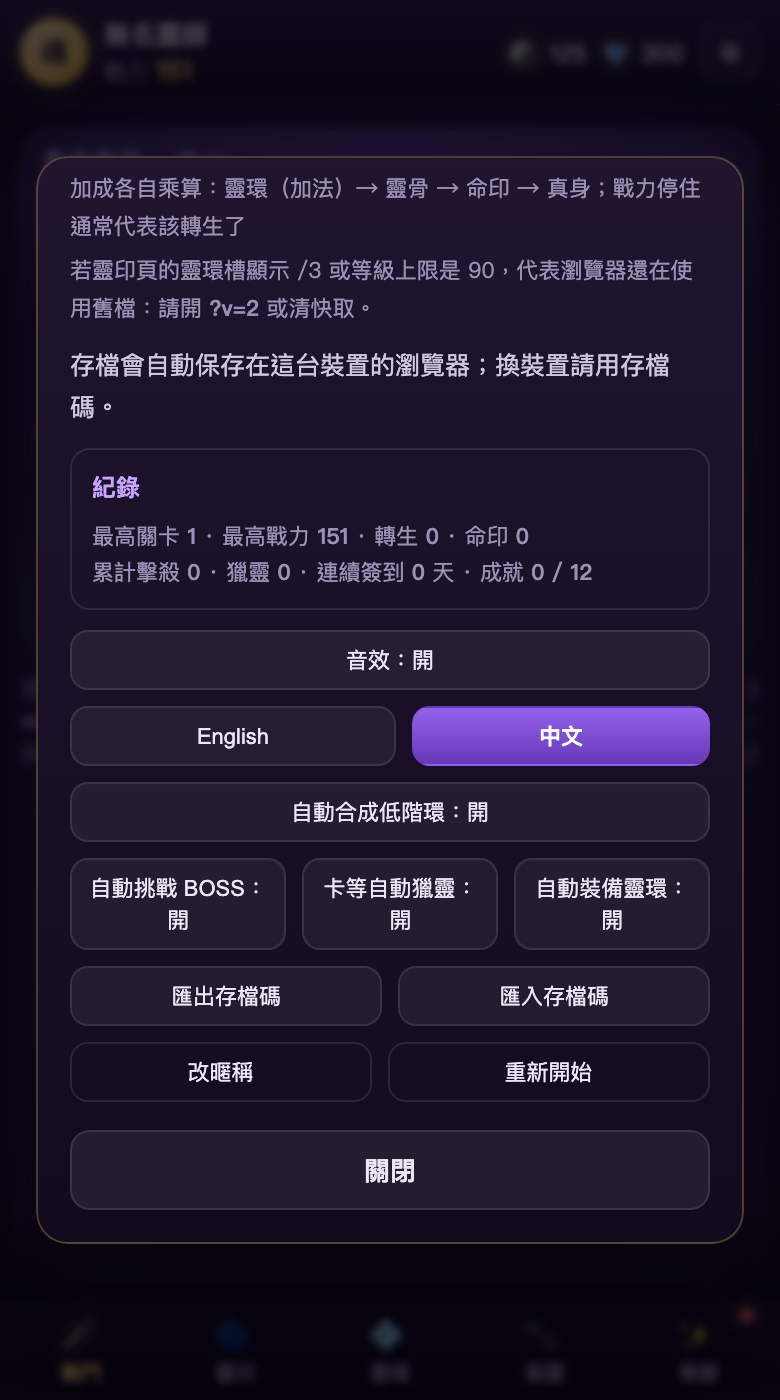 加成各自乘算：靈環（加法）→ 靈骨 → 命印 → 真身；戰力停住
通常代表該轉生了
若靈印頁的靈環槽顯示 /3 或等級上限是 90，代表瀏覽器還在使
用舊檔：請開 ?v=2 或清快取。
存檔會自動保存在這台裝置的瀏覽器；換裝置請用存檔
碼。
紀錄
最高關卡 1 · 最高戰力 151 · 轉生 0 · 命印 0
累計擊殺 0 · 獵靈 0 · 連續簽到 0 天 · 成就 0 / 12
音效：開
English
中文
自動合成低階環：開
自動挑戰 BOSS：
開
卡等自動獵靈：
開
自動裝備靈環：
開
匯出存檔碼
匯入存檔碼
改暱稱
重新開始
關閉